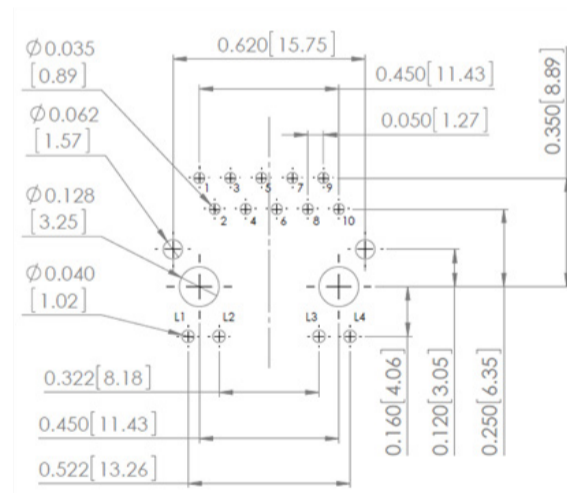 0.620[15.75]
Ø0.035
[0.89]
0.450[11.43]
Ø0.062
[1.57]
0.050[1.27]
0.350[8.89]
1 3 5 7 9
2 4 6 8 10
Ø0.128
[3.25]
Ø0.040
[1.02]
L1 L2 L3 L4
0.322[8.18]
0.450[11.43]
0.522[13.26]
0.160[4.06]
0.120[3.05]
0.250[6.35]